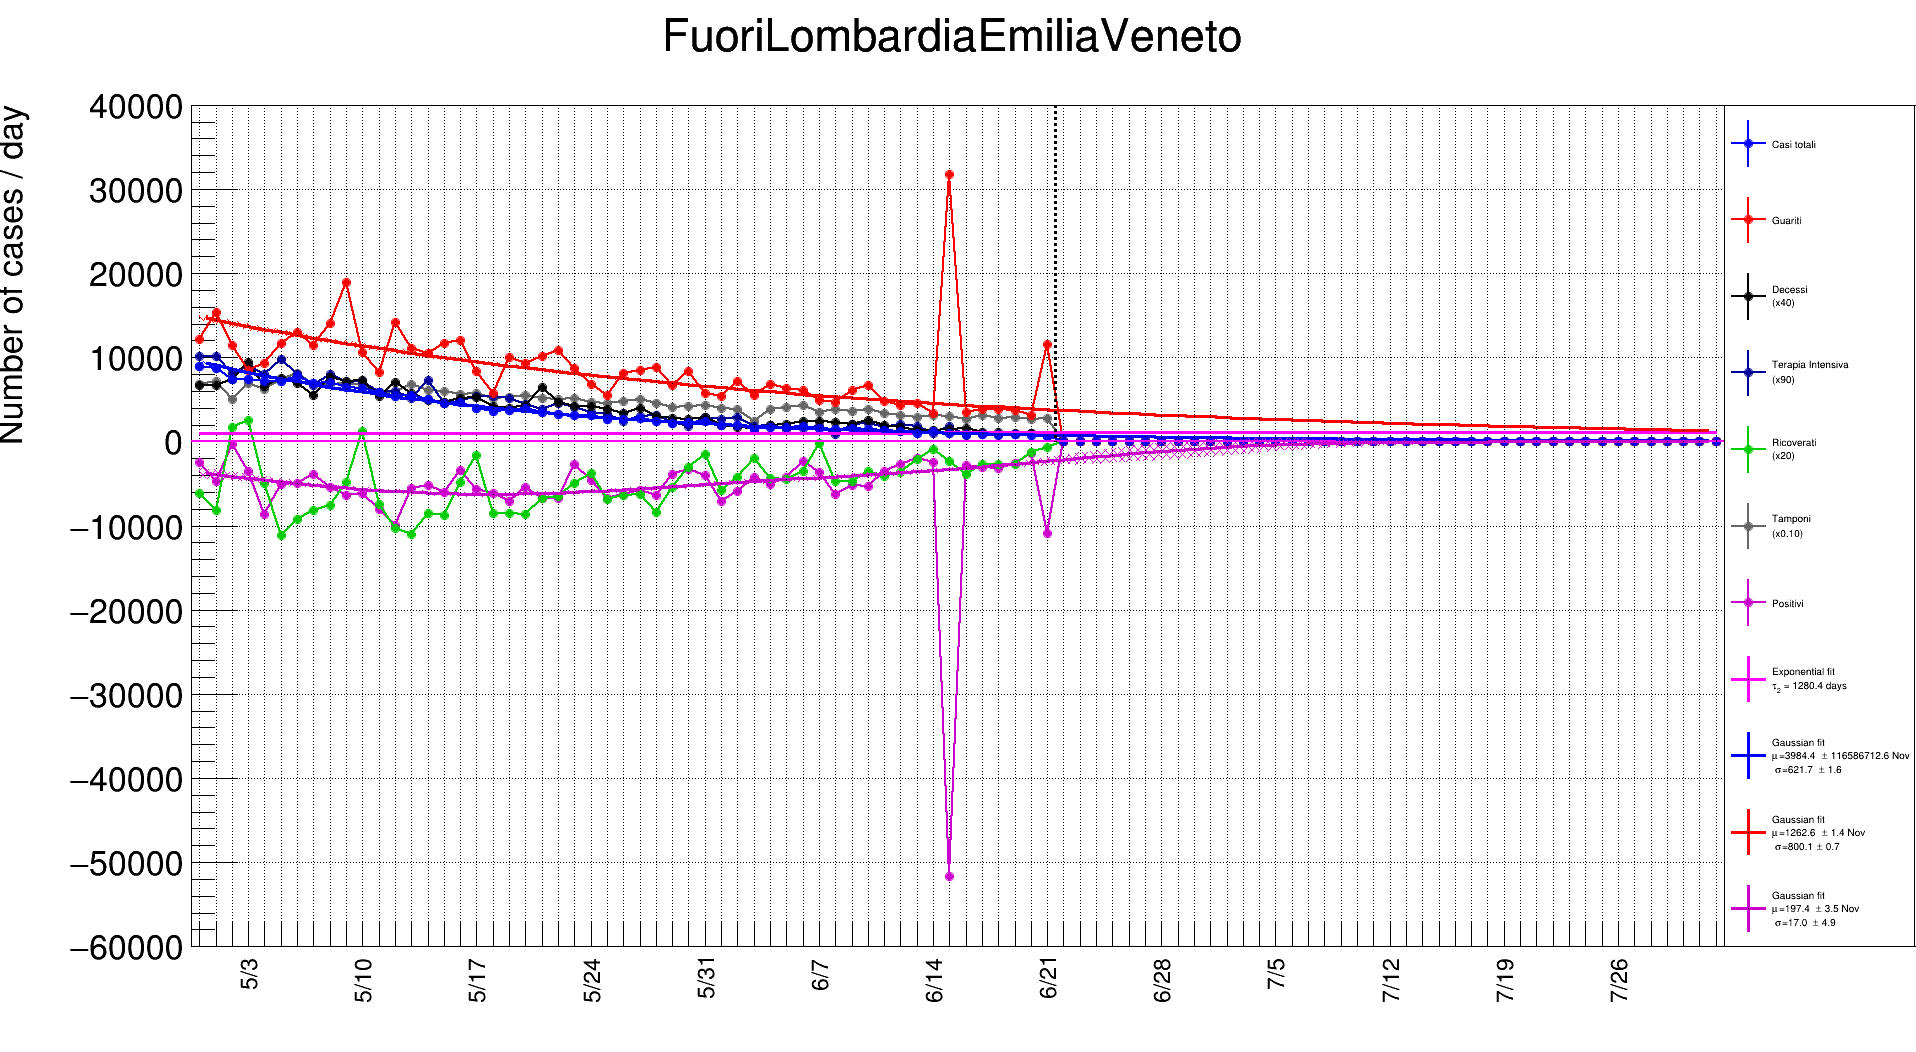 FuoriLombardiaEmiliaVeneto
Number of cases / day
40000
30000
20000
10000
0
−10000
−20000
−30000
−40000
−50000
−60000
5/3
5/10
5/17
5/24
5/31
6/7
6/14
6/21
6/28
7/5
7/12
7/19
7/26
Casi totali
Guariti
Decessi
(x40)
Terapia Intensiva
(x90)
Ricoverati
(x20)
Tamponi
(x0.10)
Positivi
Exponential fit
τ2 = 1280.4 days
Gaussian fit
μ=3984.4 ± 116586712.6 Nov
σ=621.7 ± 1.6
Gaussian fit
μ=1262.6 ± 1.4 Nov
σ=800.1 ± 0.7
Gaussian fit
μ=197.4 ± 3.5 Nov
σ=17.0 ± 4.9